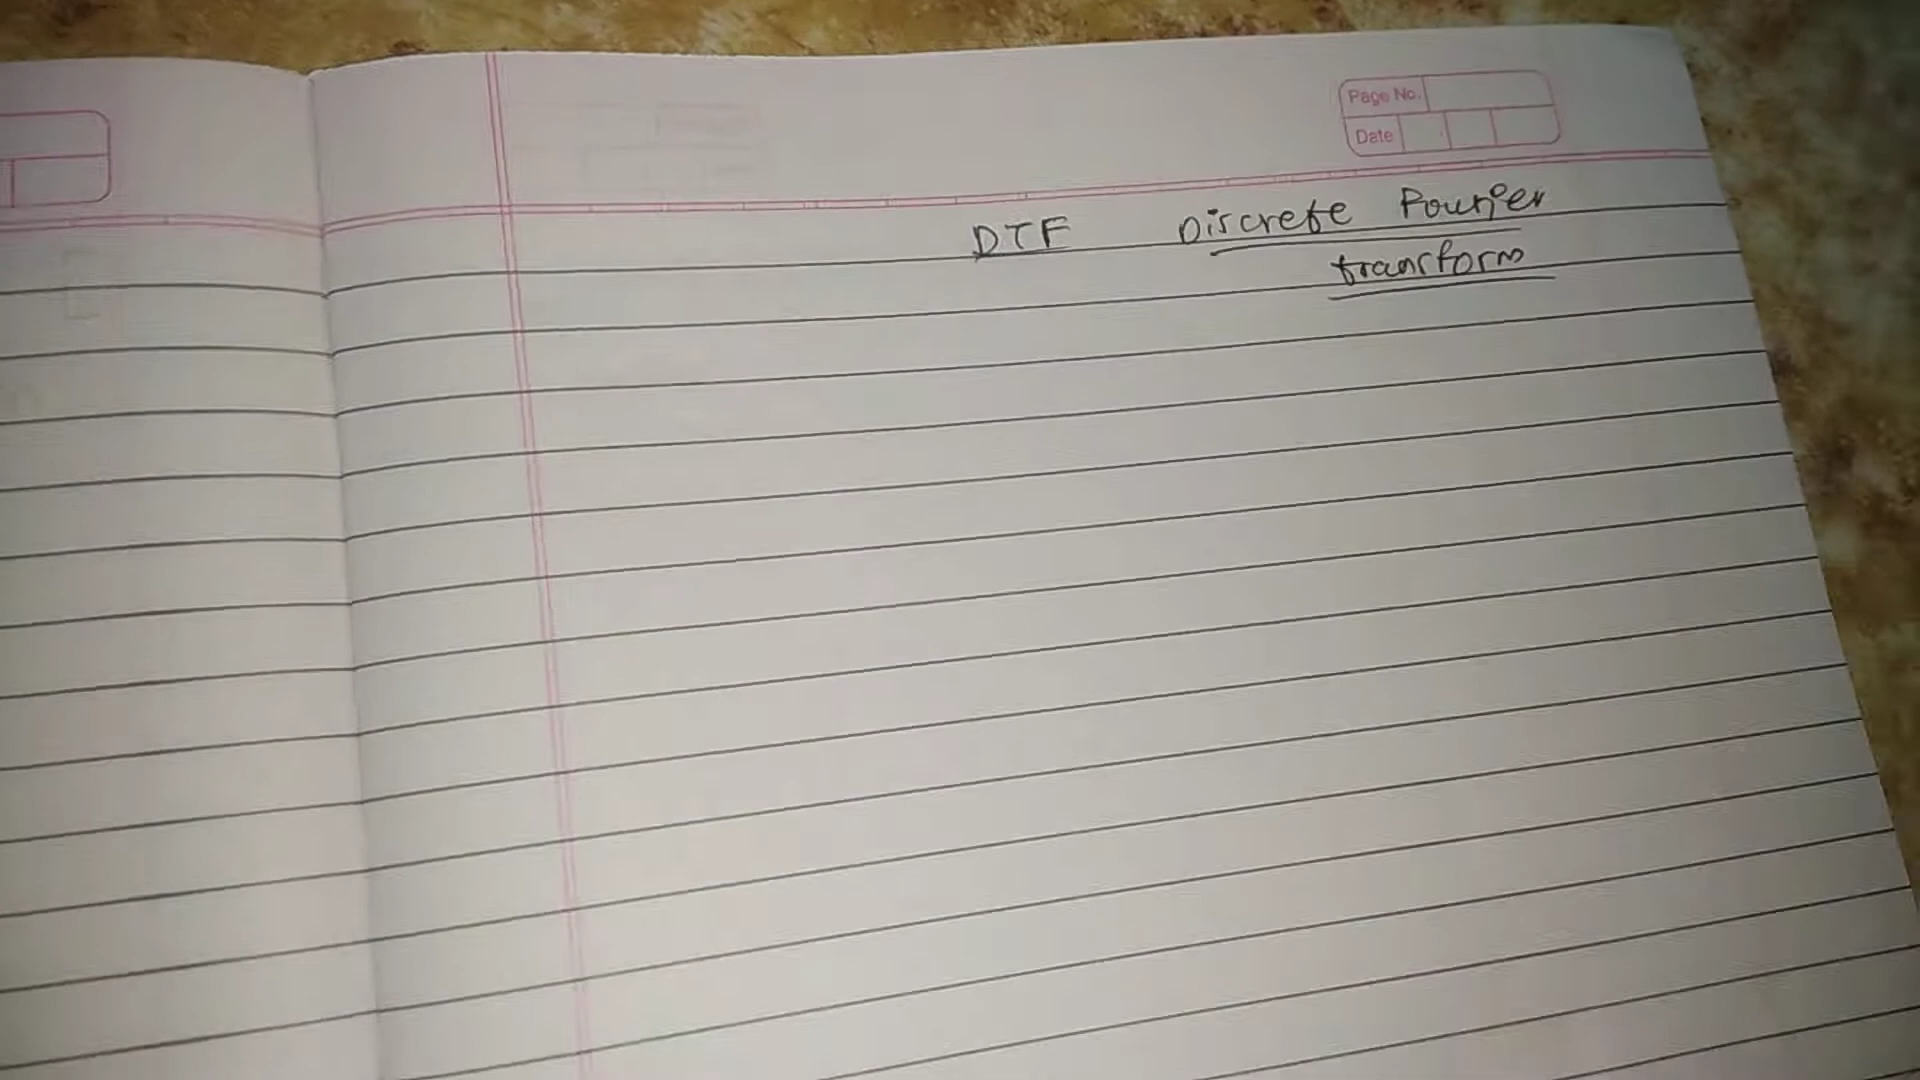 Page No.
Date
DTF Discrete Fourier
transform